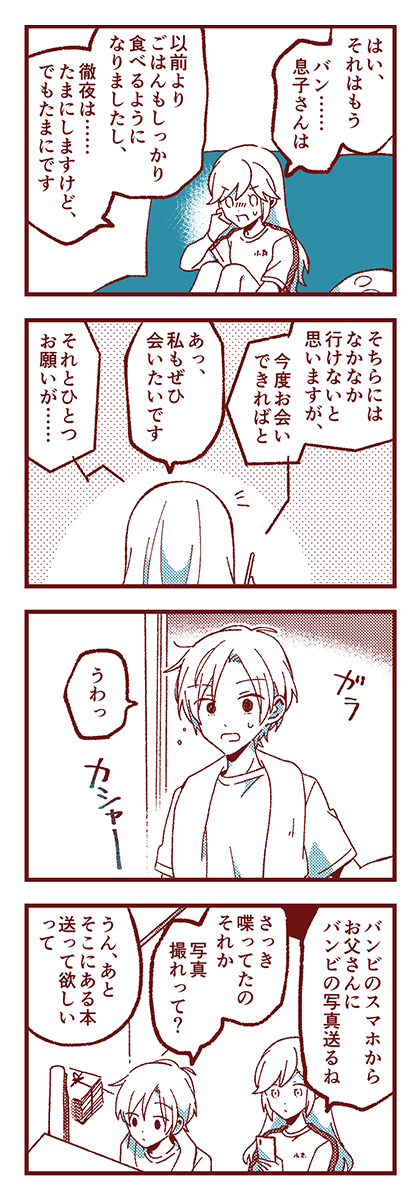 はい、
それはもう
バン……
息子さんは
以前より
ごはんもしっかり
食べるように
なりましたし、
徹夜は……
たまにしますけど、
でもたまにです
そちらには
なかなか
行けないと
思いますが、
今度お会い
できればと
あっ、
私もぜひ
会いたいです
それとひとつ
お願いが……
ガラ
うわっ
カシャー
バンビのスマホから
お父さんに
バンビの写真送るね
さっき
喋ってたの
それか
写真
撮れって？
うん、あと
そこにある本
送って欲しい
って